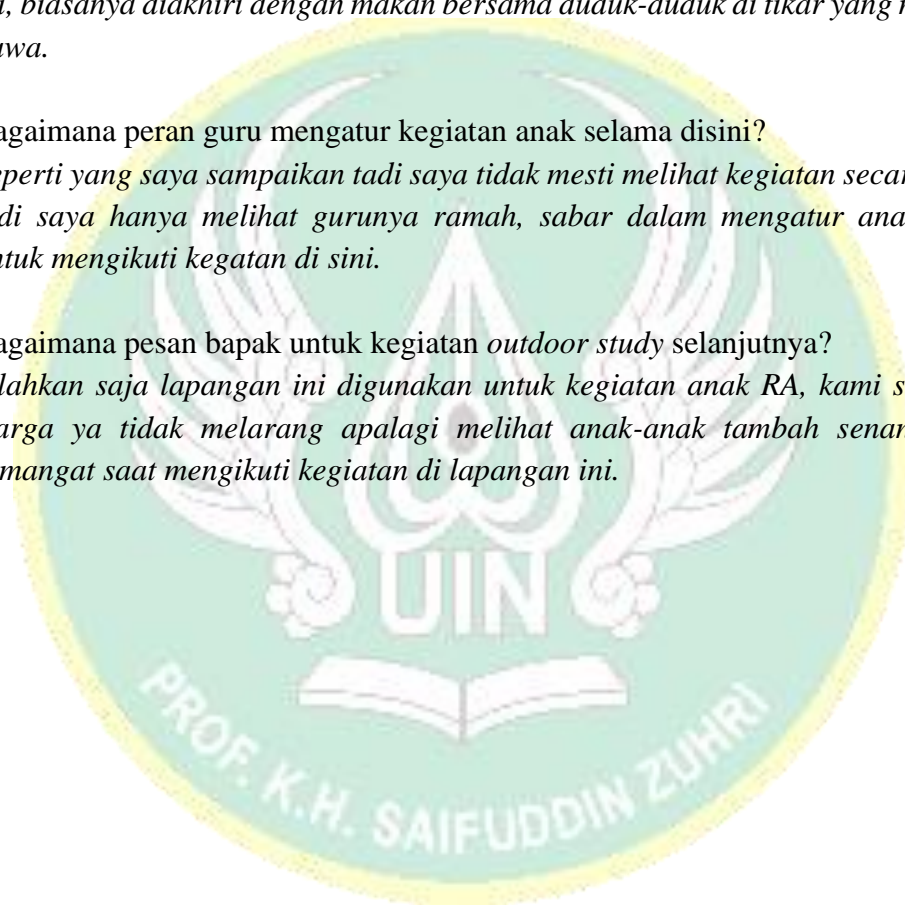 biasanya diakhiri dengan makan bersama duduk-duduk di tikar yang
agaimana peran guru mengatur kegiatan anak selama disini?
eperti yang saya sampaikan tadi saya tidak mesti melihat kegiatan secar
di saya hanya melihat gurunya ramah, sabar dalam mengatur ana
ntuk mengikuti kegatan di sini.
agaimana pesan bapak untuk kegiatan outdoor study selanjutnya?
lahkan saja lapangan ini digunakan untuk kegiatan anak RA, kami s
arga ya tidak melarang apalagi melihat anak-anak tambah senan
mangat saat mengikuti kegiatan di lapangan ini.
UIN
PROF. K.H. SAIFUDDIN ZUHRI